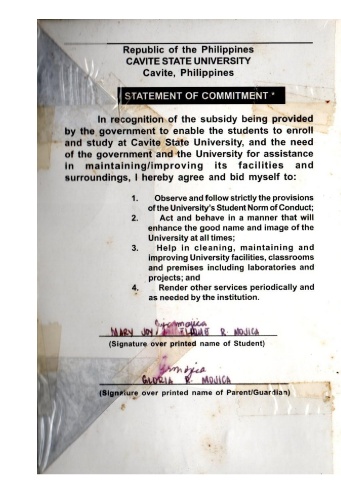 Republic of the Philippines
CAVITE STATE UNIVERSITY
Cavite, Philippines
STATEMENT OF COMMITMENT *
In recognition of the subsidy being provided
by the government to enable the students to enroll
and study at Cavite State University, and the need
of the government and the University for assistance
in maintaining/improving its facilities and
surroundings, I hereby agree and bid myself to:
1. Observe and follow strictly the provisions
of the University's Student Norm of Conduct;
2. Act and behave in a manner that will
enhance the good name and image of the
University at all times;
3. Help in cleaning, maintaining and
improving University facilities, classrooms
and premises including laboratories and
projects; and
4. Render other services periodically and
as needed by the institution.
MARY JOY R. MOJICA
(Signature over printed name of Student)
GLORIA R. MOJICA
(Signature over printed name of Parent/Guardian)